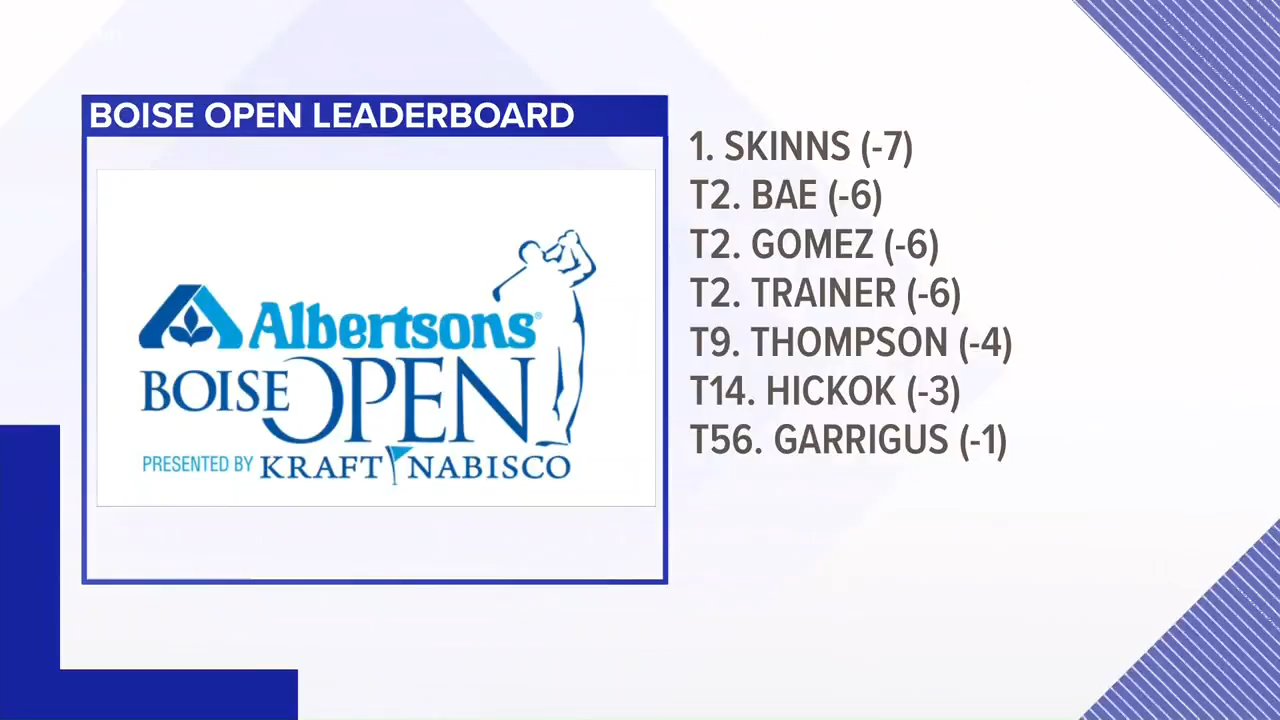 BOISE OPEN LEADERBOARD
Albertsons®
BOISE OPEN
PRESENTED BY KRAFT NABISCO
1. SKINNS (-7)
T2. BAE (-6)
T2. GOMEZ (-6)
T2. TRAINER (-6)
T9. THOMPSON (-4)
T14. HICKOK (-3)
T56. GARRIGUS (-1)